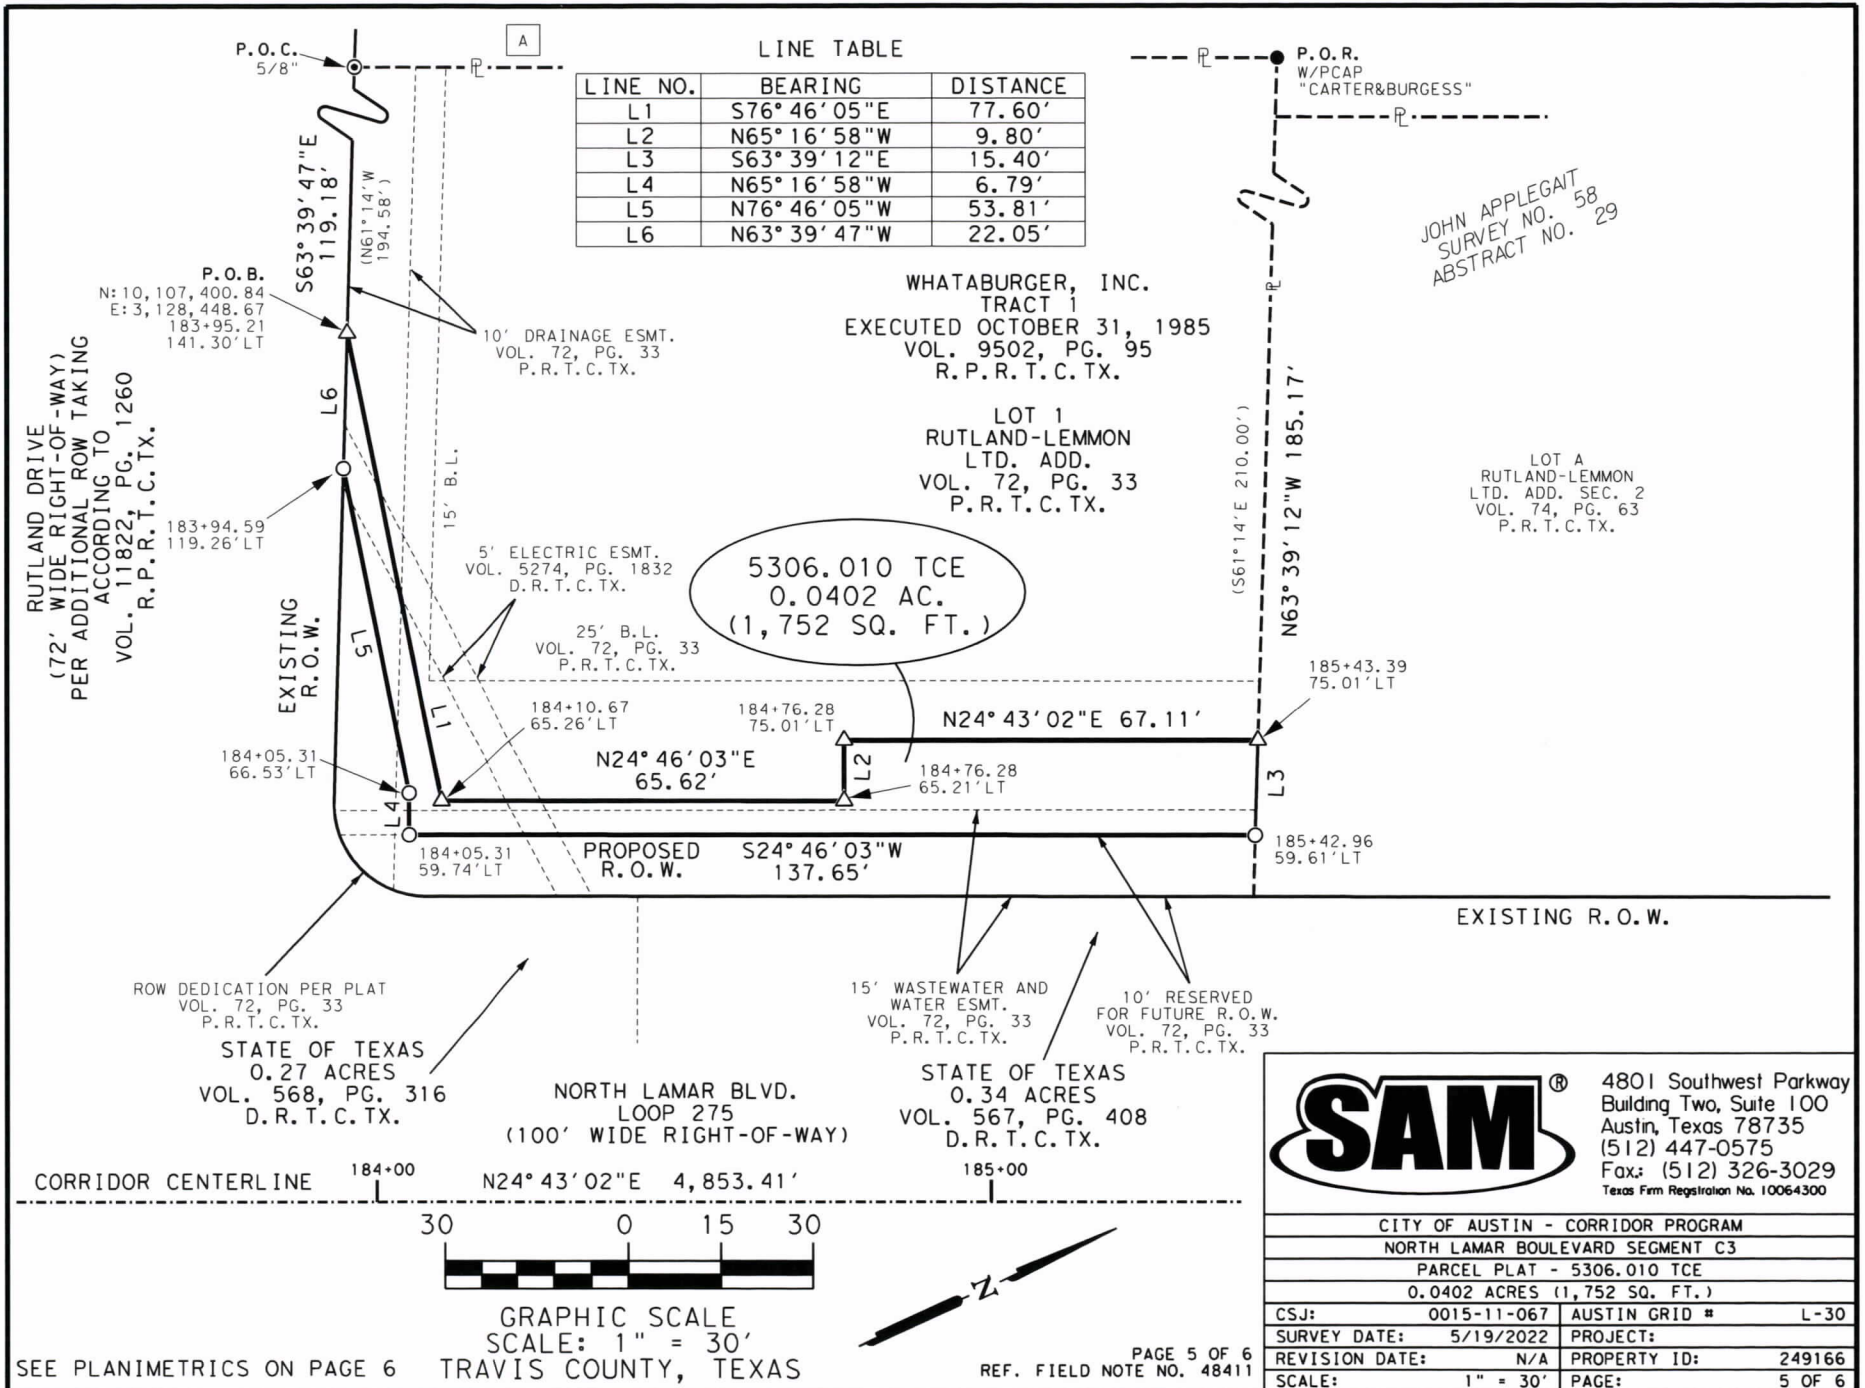 P.O.C.
5/8"
A
P̲L
LINE TABLE
LINE NO. BEARING DISTANCE
L1 S76°46'05"E 77.60'
L2 N65°16'58"W 9.80'
L3 S63°39'12"E 15.40'
L4 N65°16'58"W 6.79'
L5 N76°46'05"W 53.81'
L6 N63°39'47"W 22.05'
PL
P.O.R.
W/PCAP
"CARTER&BURGESS"
PL
JOHN APPLEGAIT
SURVEY NO. 58
ABSTRACT NO. 29
S63°39'47"E
119.18'
(N61°14'W
194.58')
P.O.B.
N:10,107,400.84
E:3,128,448.67
183+95.21
141.30'LT
10' DRAINAGE ESMT.
VOL. 72, PG. 33
P.R.T.C.TX.
WHATABURGER, INC.
TRACT 1
EXECUTED OCTOBER 31, 1985
VOL. 9502, PG. 95
R.P.R.T.C.TX.
LOT 1
RUTLAND-LEMMON
LTD. ADD.
VOL. 72, PG. 33
P.R.T.C.TX.
PL
(S61°14'E 210.00')
N63°39'12"W 185.17'
LOT A
RUTLAND-LEMMON
LTD. ADD. SEC. 2
VOL. 74, PG. 63
P.R.T.C.TX.
RUTLAND DRIVE
(72' WIDE RIGHT-OF-WAY)
PER ADDITIONAL ROW TAKING
ACCORDING TO
VOL. 11822, PG. 1260
R.P.R.T.C.TX.
L6
183+94.59
119.26'LT
15' B.L.
5' ELECTRIC ESMT.
VOL. 5274, PG. 1832
D.R.T.C.TX.
25' B.L.
VOL. 72, PG. 33
P.R.T.C.TX.
5306.010 TCE
0.0402 AC.
(1,752 SQ. FT.)
EXISTING
R.O.W.
L5
L1
184+10.67
65.26'LT
184+76.28
75.01'LT
N24°43'02"E 67.11'
185+43.39
75.01'LT
184+05.31
66.53'LT
N24°46'03"E
65.62'
L2
184+76.28
65.21'LT
L3
L4
184+05.31
59.74'LT
PROPOSED
R.O.W.
S24°46'03"W
137.65'
185+42.96
59.61'LT
EXISTING R.O.W.
ROW DEDICATION PER PLAT
VOL. 72, PG. 33
P.R.T.C.TX.
STATE OF TEXAS
0.27 ACRES
VOL. 568, PG. 316
D.R.T.C.TX.
15' WASTEWATER AND
WATER ESMT.
VOL. 72, PG. 33
P.R.T.C.TX.
10' RESERVED
FOR FUTURE R.O.W.
VOL. 72, PG. 33
P.R.T.C.TX.
NORTH LAMAR BLVD.
LOOP 275
(100' WIDE RIGHT-OF-WAY)
STATE OF TEXAS
0.34 ACRES
VOL. 567, PG. 408
D.R.T.C.TX.
CORRIDOR CENTERLINE 184+00 N24°43'02"E 4,853.41' 185+00
30 0 15 30
GRAPHIC SCALE
SCALE: 1" = 30'
TRAVIS COUNTY, TEXAS
N
SEE PLANIMETRICS ON PAGE 6
PAGE 5 OF 6
REF. FIELD NOTE NO. 48411
SAM®
4801 Southwest Parkway
Building Two, Suite 100
Austin, Texas 78735
(512) 447-0575
Fax: (512) 326-3029
Texas Firm Registration No. 10064300
CITY OF AUSTIN - CORRIDOR PROGRAM
NORTH LAMAR BOULEVARD SEGMENT C3
PARCEL PLAT - 5306.010 TCE
0.0402 ACRES (1,752 SQ. FT.)
CSJ: 0015-11-067 AUSTIN GRID # L-30
SURVEY DATE: 5/19/2022 PROJECT:
REVISION DATE: N/A PROPERTY ID: 249166
SCALE: 1" = 30' PAGE: 5 OF 6